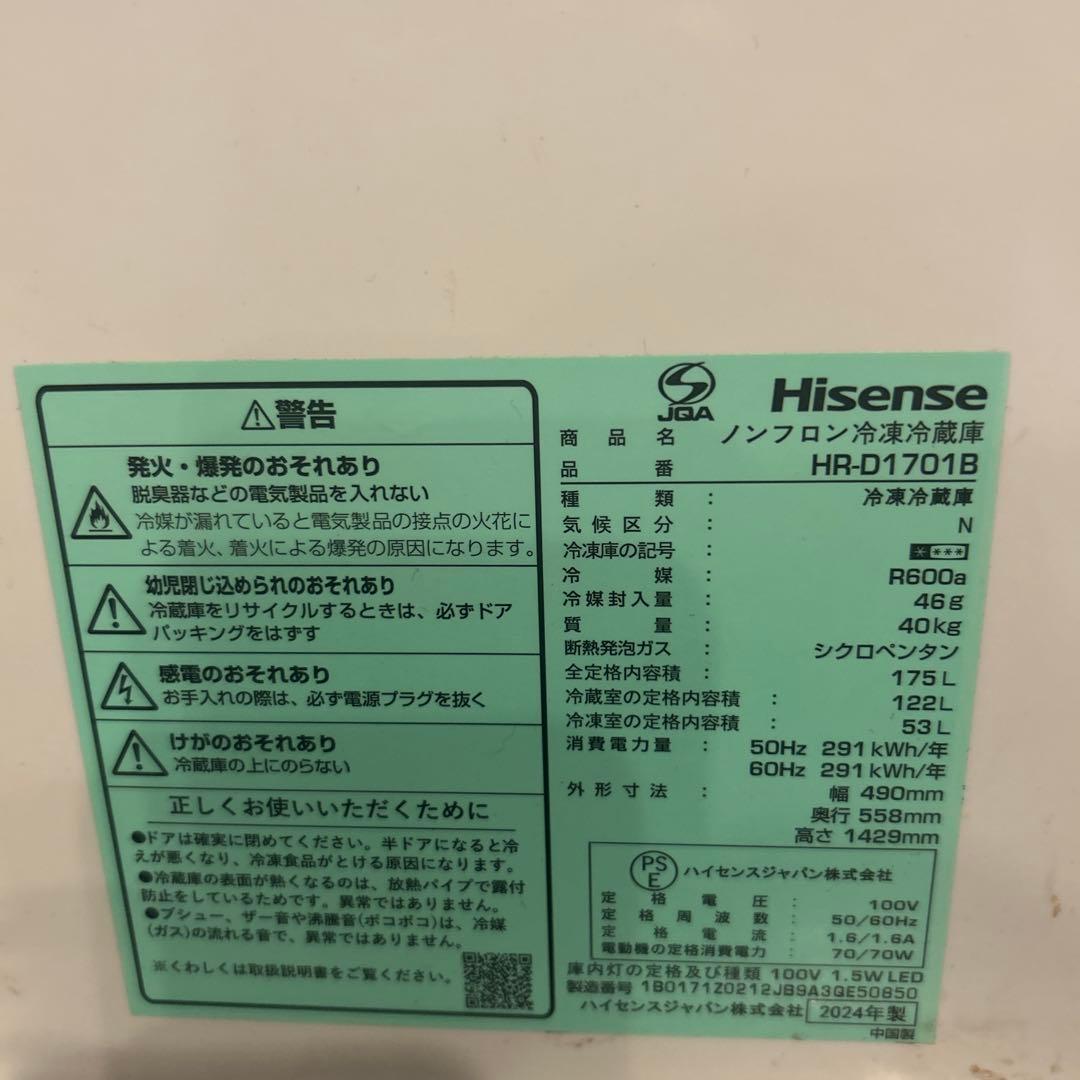 警告
発火・爆発のおそれあり
脱臭器などの電気製品を入れない
冷媒が漏れていると電気製品の接点の火花に
よる着火、着火による爆発の原因になります。
幼児閉じ込められのおそれあり
冷蔵庫をリサイクルするときは、必ずドア
パッキングをはずす
感電のおそれあり
お手入れの際は、必ず電源プラグを抜く
けがのおそれあり
冷蔵庫の上にのらない
正しくお使いいただくために
●ドアは確実に閉めてください。半ドアになると冷
えが悪くなり、冷凍食品がとける原因になります。
●冷蔵庫の表面が熱くなるのは、放熱パイプで露付
防止をしているためです。異常ではありません。
●プシュー、ザー音や沸騰音(ポコポコ)は、冷媒
(ガス)の流れる音で、異常ではありません。
※くわしくは取扱説明書をご覧ください。
JQA
Hisense
商品名 ノンフロン冷凍冷蔵庫
品番 HR-D1701B
種類 : 冷凍冷蔵庫
気候区分 : N
冷凍庫の記号 : * ***
冷媒 : R600a
冷媒封入量 : 46g
質量 : 40kg
断熱発泡ガス : シクロペンタン
全定格内容積 : 175L
冷蔵室の定格内容積 : 122L
冷凍室の定格内容積 : 53L
消費電力量 : 50Hz 291kWh/年
60Hz 291kWh/年
外形寸法 : 幅 490mm
奥行 558mm
高さ 1429mm
PSE ハイセンスジャパン株式会社
定格電圧 : 100V
定格周波数 : 50/60Hz
定格電流 : 1.6/1.6A
電動機の定格消費電力 : 70/70W
庫内灯の定格及び種類 100V 1.5W LED
製造番号 1B0171Z0212JB9A3QE50850
ハイセンスジャパン株式会社 2024年製
中国製